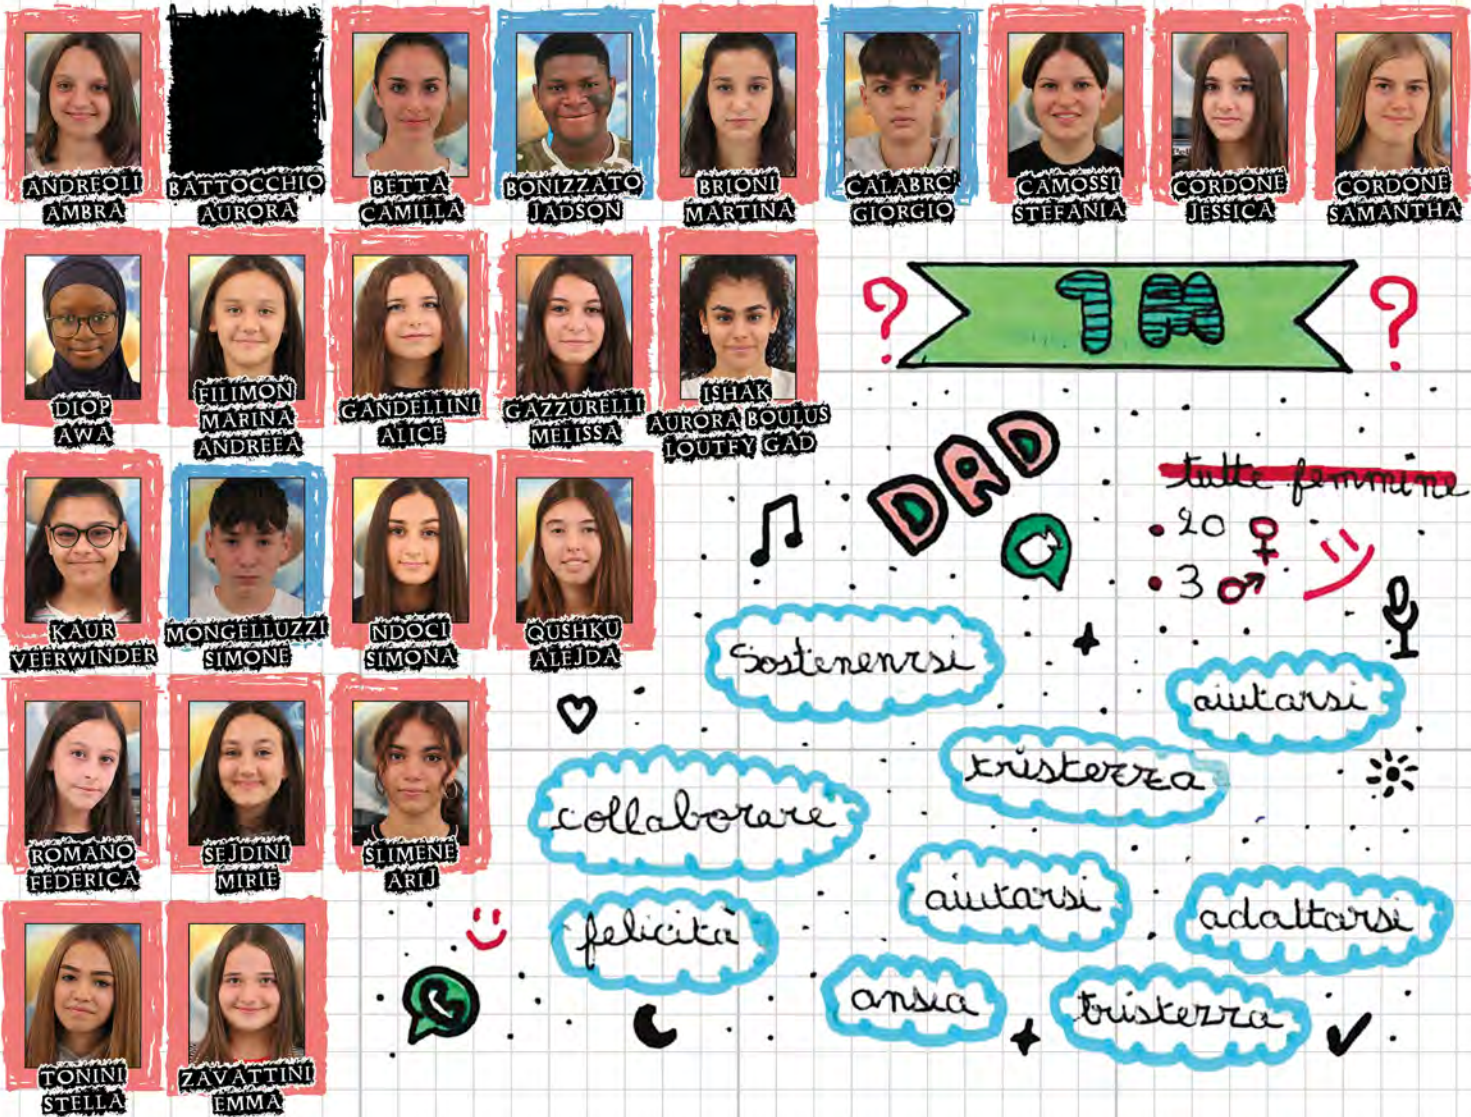 ANDREOLI
AMBRA
BATTOCCHIO
AURORA
BETTA
CAMILLA
BONIZZATO
JADSON
BRIONI
MARTINA
CALABRO'
GIORGIO
CAMOSSI
STEFANIA
CORDONE
JESSICA
CORDONE
SAMANTHA
DIOP
AWA
FILIMON
MARINA
ANDREEA
GANDELLINI
ALICE
GAZZURELLI
MELISSA
ISHAK
AURORA BOULUS
LOUTFY GAD
? 1M ?
DAD
tutte femmine
• 20 ♀
• 3 ♂
KAUR
VEERWINDER
MONGELLUZZI
SIMONE
NDOCI
SIMONA
QUSHKU
ALEJDA
Sostenersi
aiutarsi
tristezza
collaborare
ROMANO
FEDERICA
SEJDINI
MIRIE
SLIMENE
ARIJ
aiutarsi
adattarsi
felicità
ansia
tristezza
TONINI
STELLA
ZAVATTINI
EMMA